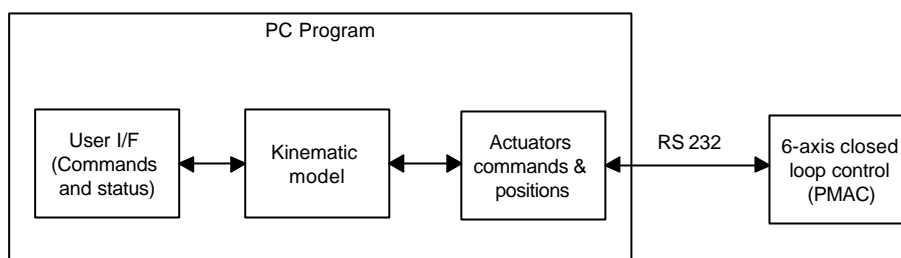 PC Program
User I/F
(Commands
and status)
Kinematic
model
Actuators
commands &
positions
RS 232
6-axis closed
loop control
(PMAC)